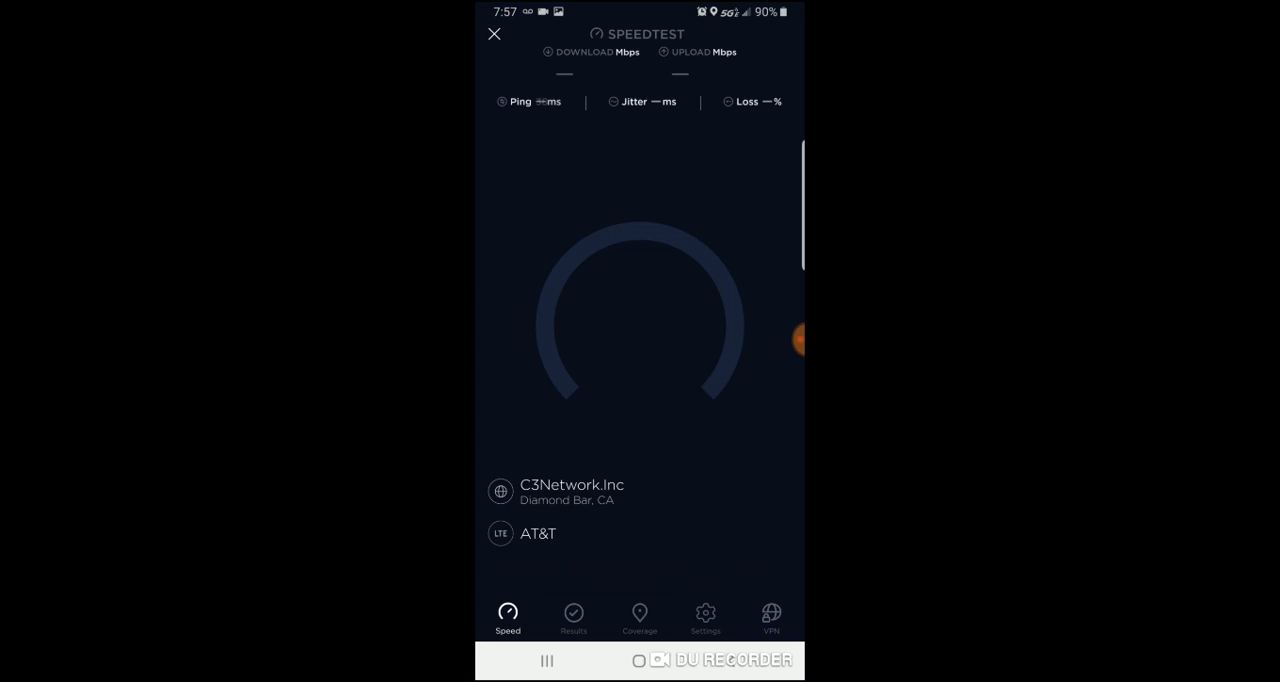 7:57 5GE 90%
SPEEDTEST
DOWNLOAD Mbps UPLOAD Mbps
Ping ms Jitter — ms Loss — %
C3Network.Inc
Diamond Bar, CA
LTE AT&T
Speed Results Coverage Settings VPN
DU RECORDER